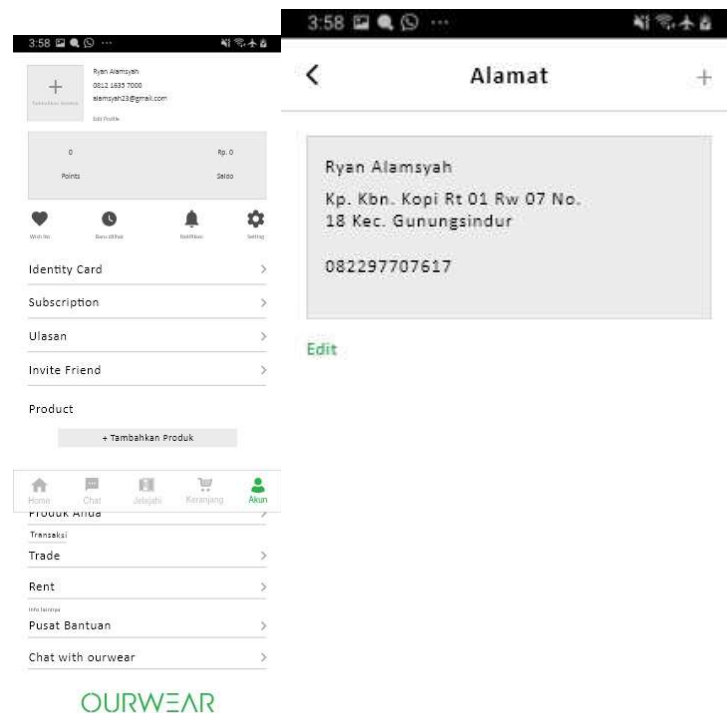 3:58
Ryan Alamsyah
0812 1635 7000
alamsyah23@gmail.com
Edit Profile
0
Rp. 0
Points
Saldo
Setting
Identity Card
Subscription
Ulasan
Invite Friend
Product
+ Tambahkan Produk
Home
Chat
Jelajahi
Keranjang
Akun
Produk Anda
Transaksi
Trade
Rent
Info lainnya
Pusat Bantuan
Chat with ourwear
OURWEAR
3:58
Alamat
Ryan Alamsyah
Kp. Kbn. Kopi Rt 01 Rw 07 No.
18 Kec. Gunungsindur
082297707617
Edit